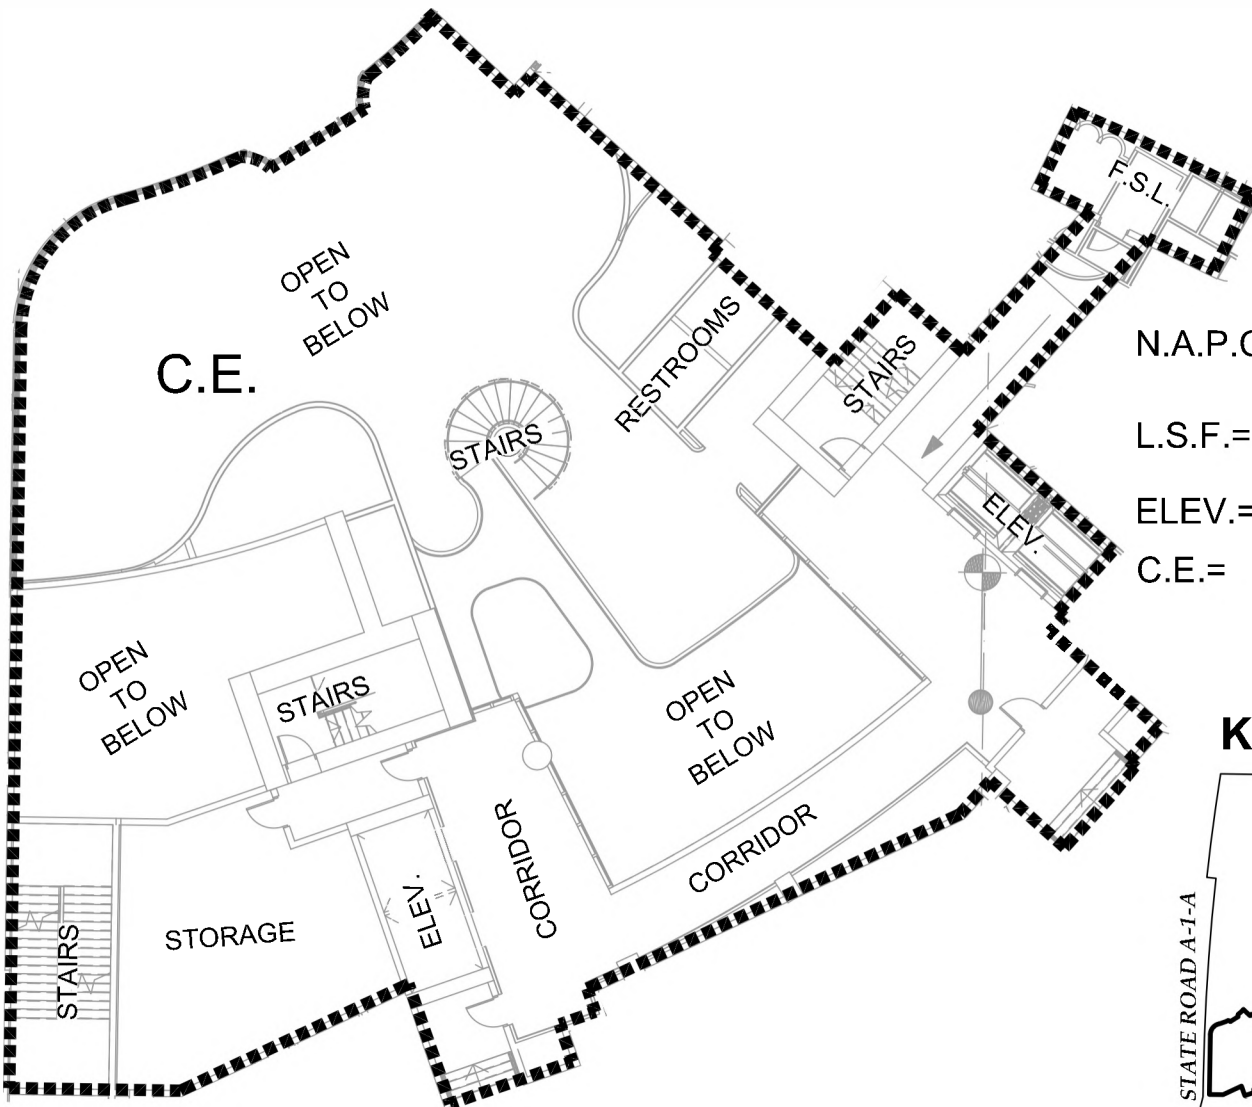 F.S.L.
OPEN
TO
BELOW
C.E.
RESTROOMS
STAIRS
STAIRS
N.A.P.O
L.S.F.=
ELEV.
ELEV.=
C.E.=
OPEN
TO
BELOW
STAIRS
OPEN
TO
BELOW
K
CORRIDOR
CORRIDOR
ELEV.
STORAGE
STAIRS
STATE ROAD A-1-A